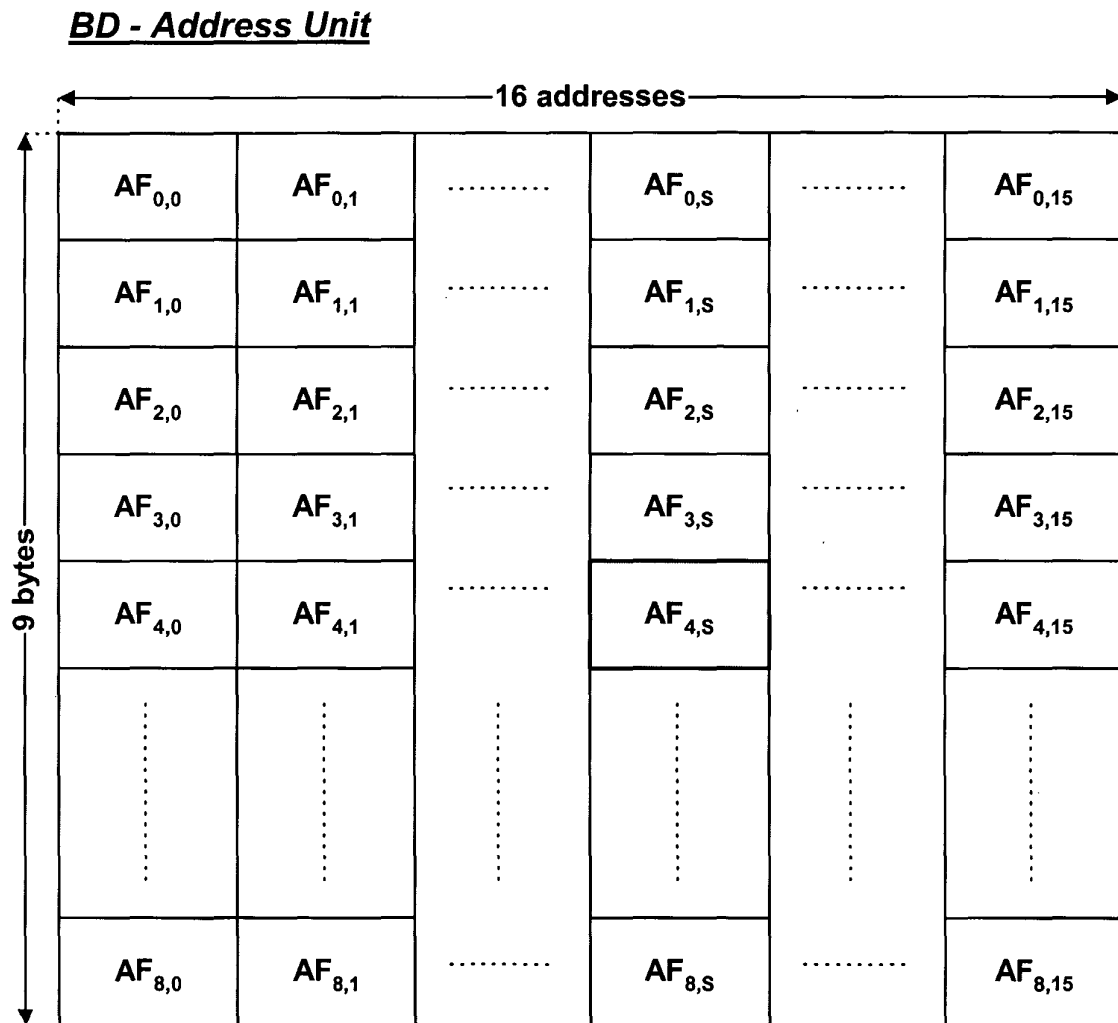 BD - Address Unit
16 addresses
9 bytes
AF0,0 AF0,1 .......... AF0,S .......... AF0,15
AF1,0 AF1,1 .......... AF1,S .......... AF1,15
AF2,0 AF2,1 .......... AF2,S .......... AF2,15
AF3,0 AF3,1 .......... AF3,S .......... AF3,15
AF4,0 AF4,1 .......... AF4,S .......... AF4,15
AF8,0 AF8,1 .......... AF8,S .......... AF8,15